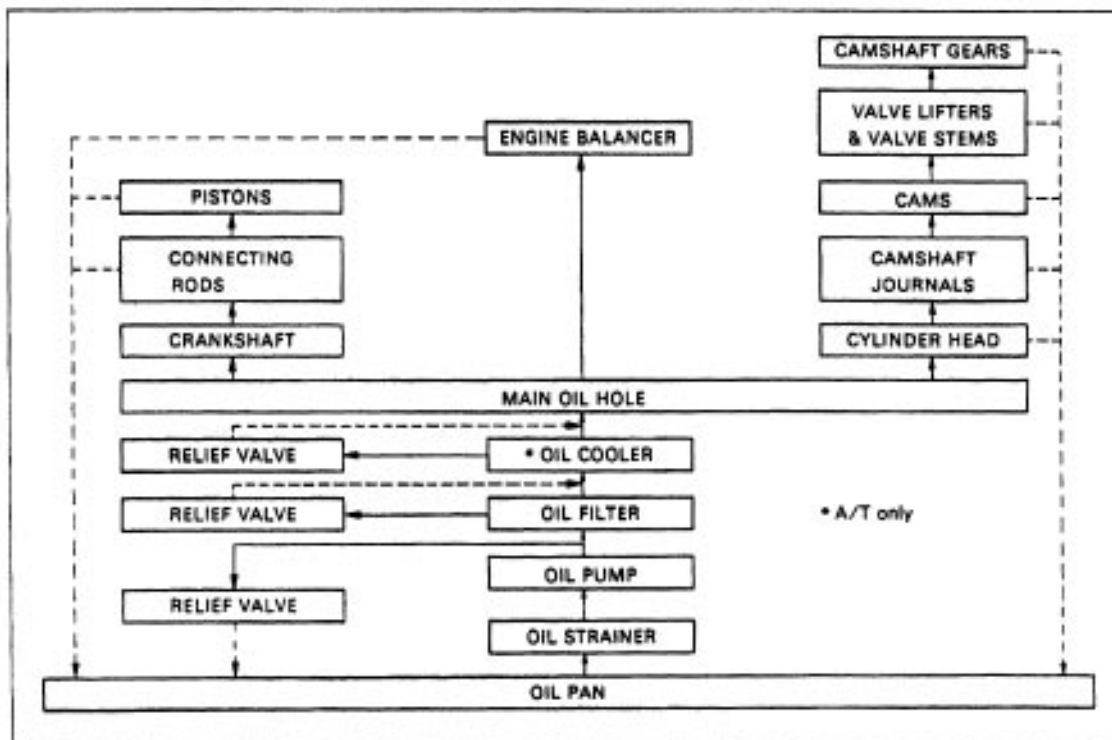 CAMSHAFT GEARS
VALVE LIFTERS
& VALVE STEMS
ENGINE BALANCER
PISTONS
CAMS
CONNECTING
RODS
CAMSHAFT
JOURNALS
CRANKSHAFT
CYLINDER HEAD
MAIN OIL HOLE
RELIEF VALVE
* OIL COOLER
RELIEF VALVE
OIL FILTER
* A/T only
OIL PUMP
RELIEF VALVE
OIL STRAINER
OIL PAN